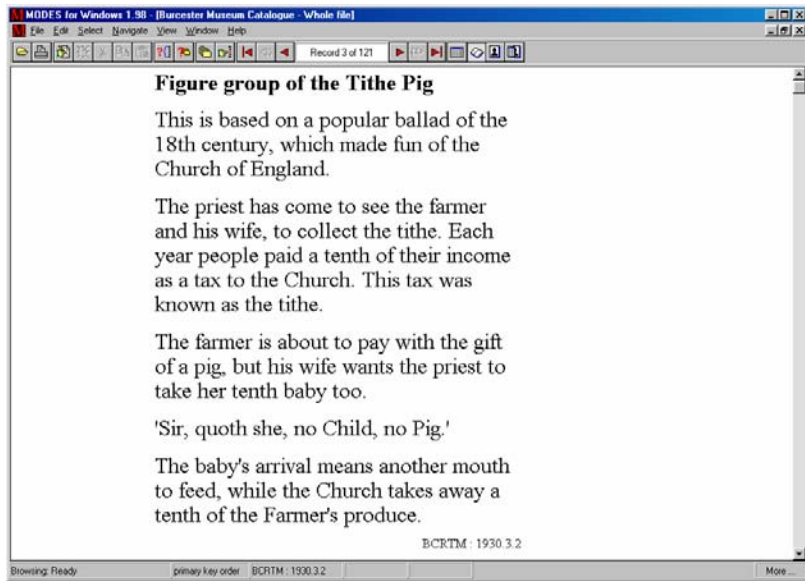 MODES for Windows 1.98 - [Burcester Museum Catalogue - Whole file]
File Edit Select Navigate View Window Help
Record 3 of 121
Figure group of the Tithe Pig
This is based on a popular ballad of the
18th century, which made fun of the
Church of England.
The priest has come to see the farmer
and his wife, to collect the tithe. Each
year people paid a tenth of their income
as a tax to the Church. This tax was
known as the tithe.
The farmer is about to pay with the gift
of a pig, but his wife wants the priest to
take her tenth baby too.
'Sir, quoth she, no Child, no Pig.'
The baby's arrival means another mouth
to feed, while the Church takes away a
tenth of the Farmer's produce.
BCRTM : 1930.3.2
Browsing: Ready primary key order BCRTM : 1930.3.2 More ...